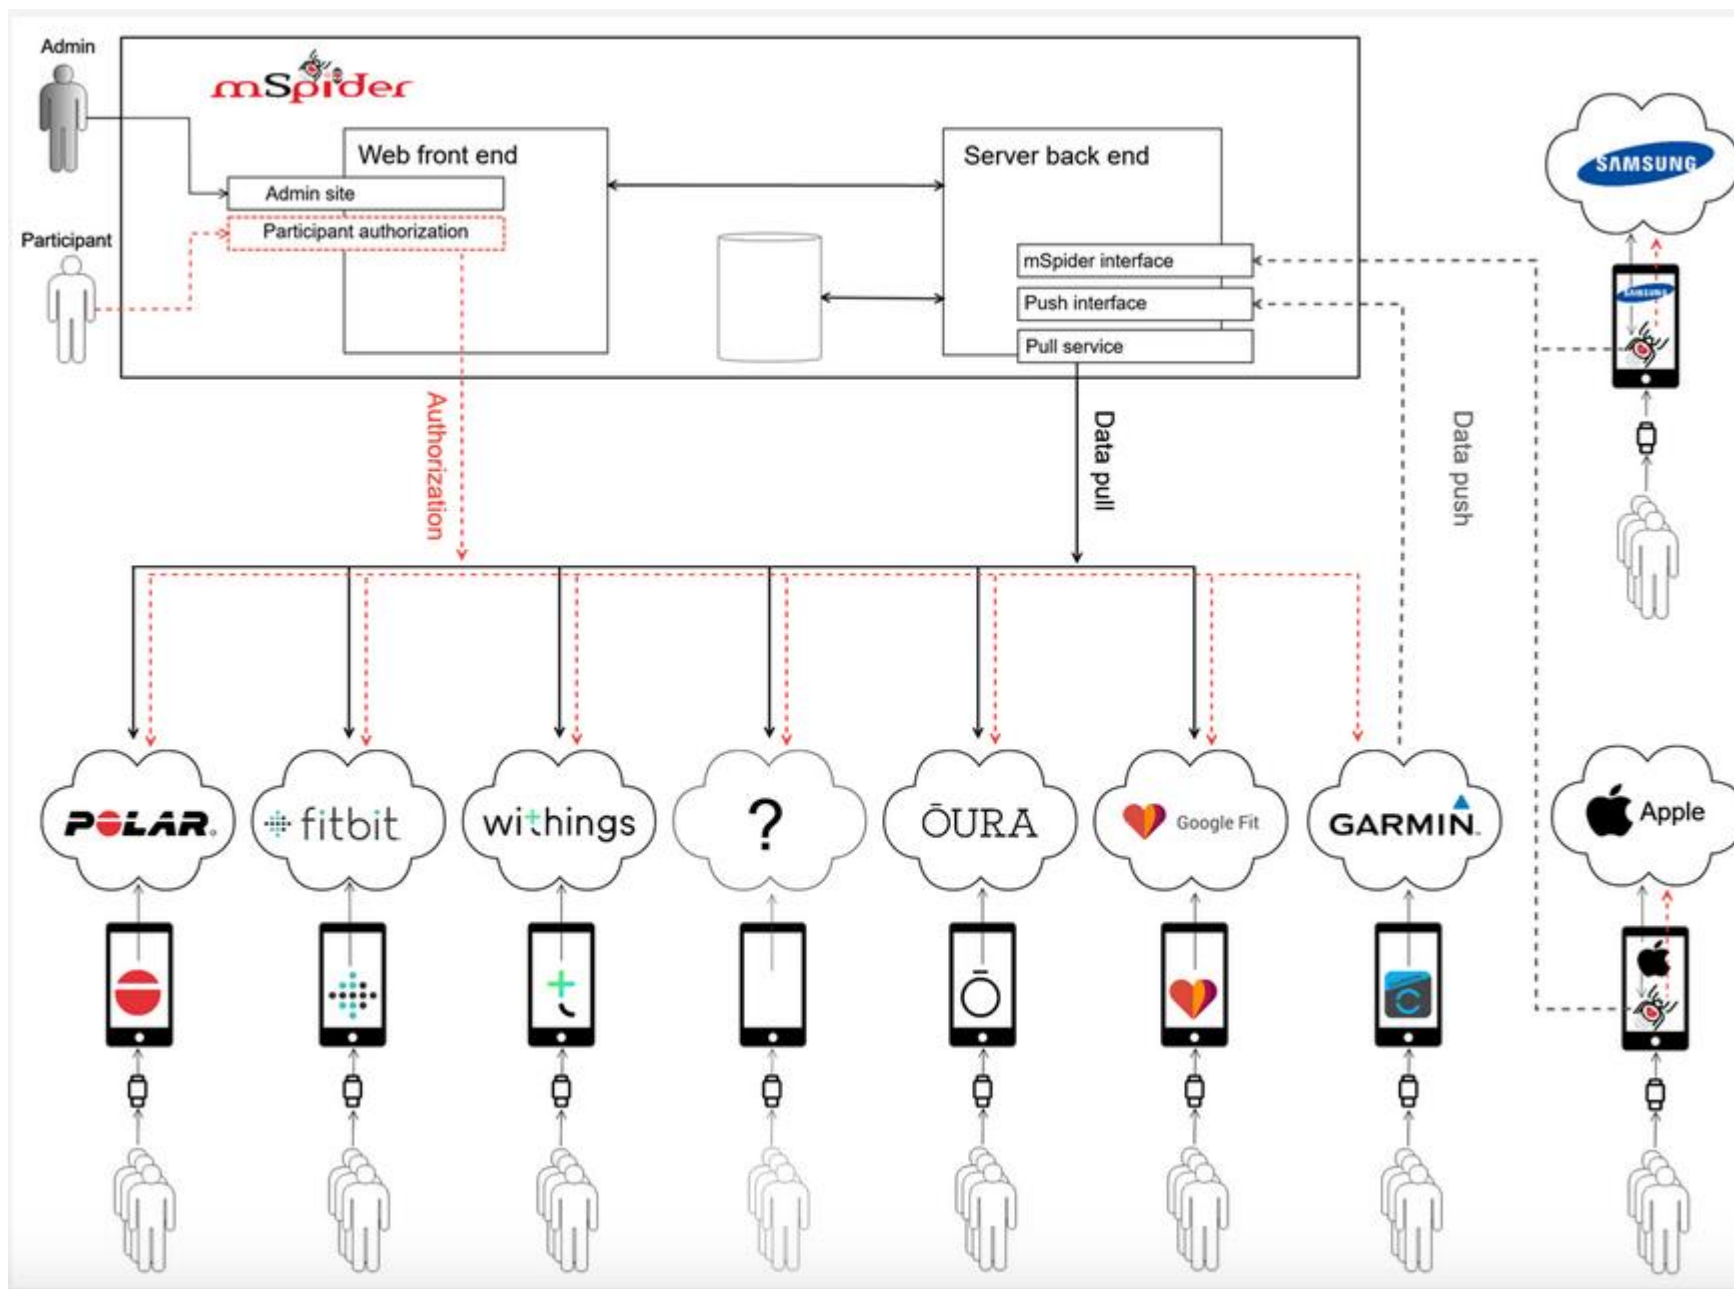 Admin
mSpider
Web front end
Server back end
SAMSUNG
Admin site
Participant authorization
Participant
mSpider interface
Push interface
Pull service
SAMSUNG
Authorization
Data pull
Data push
POLAR
fitbit
withings
?
ŌURA
Google Fit
GARMIN
Apple